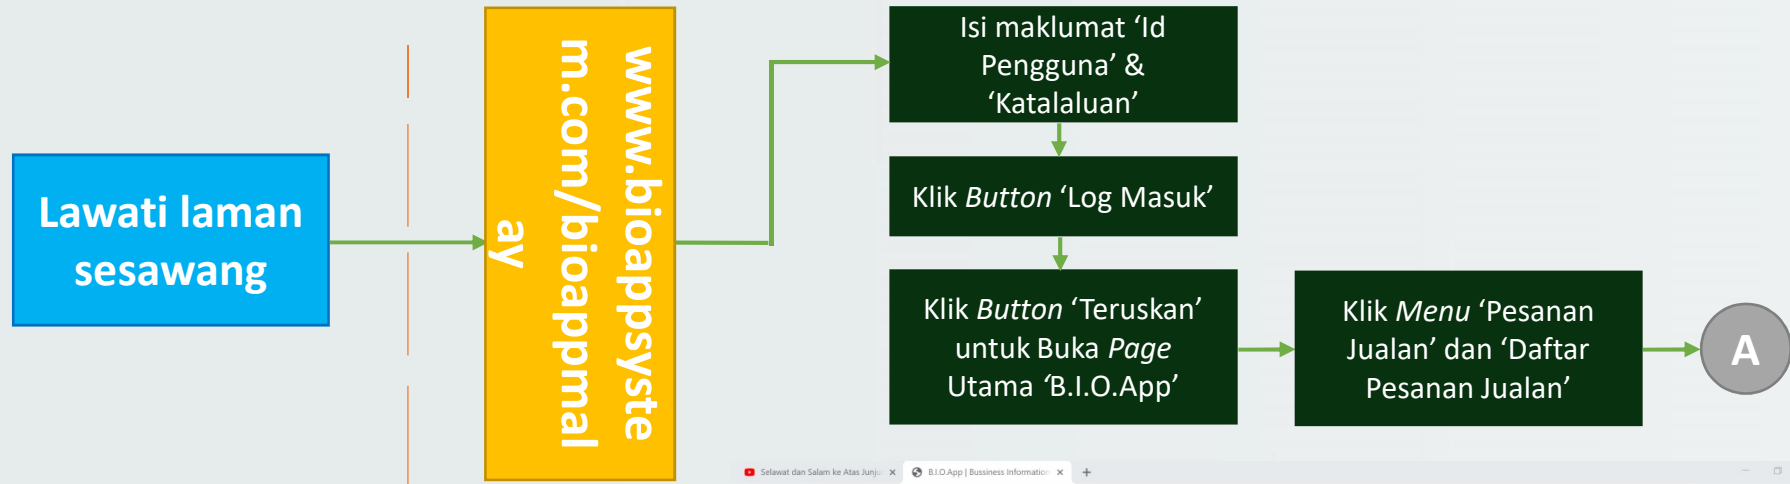 Lawati laman
sesawang
www.bioappsyste
m.com/bioappmal
ay
Isi maklumat ‘Id
Pengguna’ &
‘Katalaluan’
Klik Button ‘Log Masuk’
Klik Button ‘Teruskan’
untuk Buka Page
Utama ‘B.I.O.App’
Klik Menu ‘Pesanan
Jualan’ dan ‘Daftar
Pesanan Jualan’
A
Selawat dan Salam ke Atas Junju
B.I.O.App | Bussiness Information